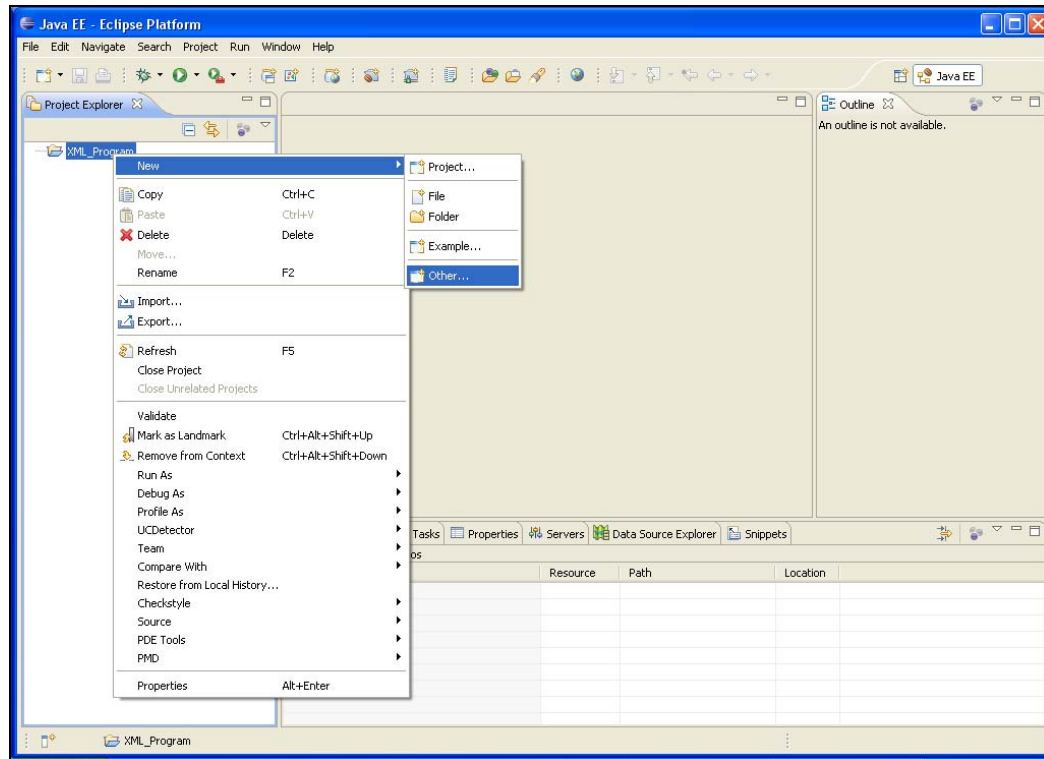 Java EE - Eclipse Platform
File Edit Navigate Search Project Run Window Help
Java EE
Project Explorer
Outline
An outline is not available.
XML_Program
New
Copy Ctrl+C
Paste Ctrl+V
Delete Delete
Move...
Rename F2
Import...
Export...
Refresh F5
Close Project
Close Unrelated Projects
Validate
Mark as Landmark Ctrl+Alt+Shift+Up
Remove from Context Ctrl+Alt+Shift+Down
Run As
Debug As
Profile As
UCDetector
Team
Compare With
Restore from Local History...
Checkstyle
Source
PDE Tools
PMD
Properties Alt+Enter
Project...
File
Folder
Example...
Other...
Tasks Properties Servers Data Source Explorer Snippets
os
Resource Path Location
XML_Program